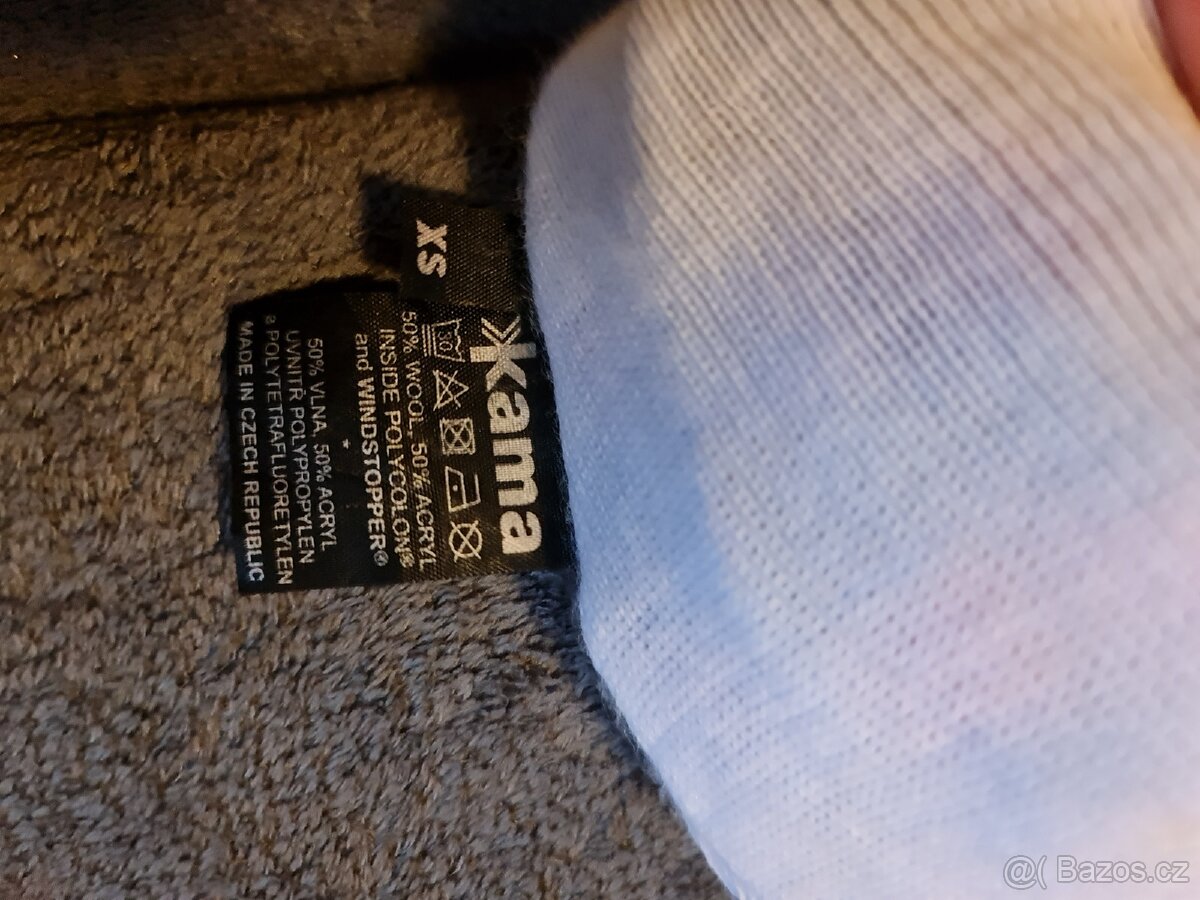 XS
kama
30
50% WOOL, 50% ACRYL
INSIDE POLYCOLON®
and WINDSTOPPER®
*
50% VLNA, 50% ACRYL
UVNITŘ POLYPROPYLEN
a POLYTETRAFLUORETYLEN
MADE IN CZECH REPUBLIC
@( Bazos.cz